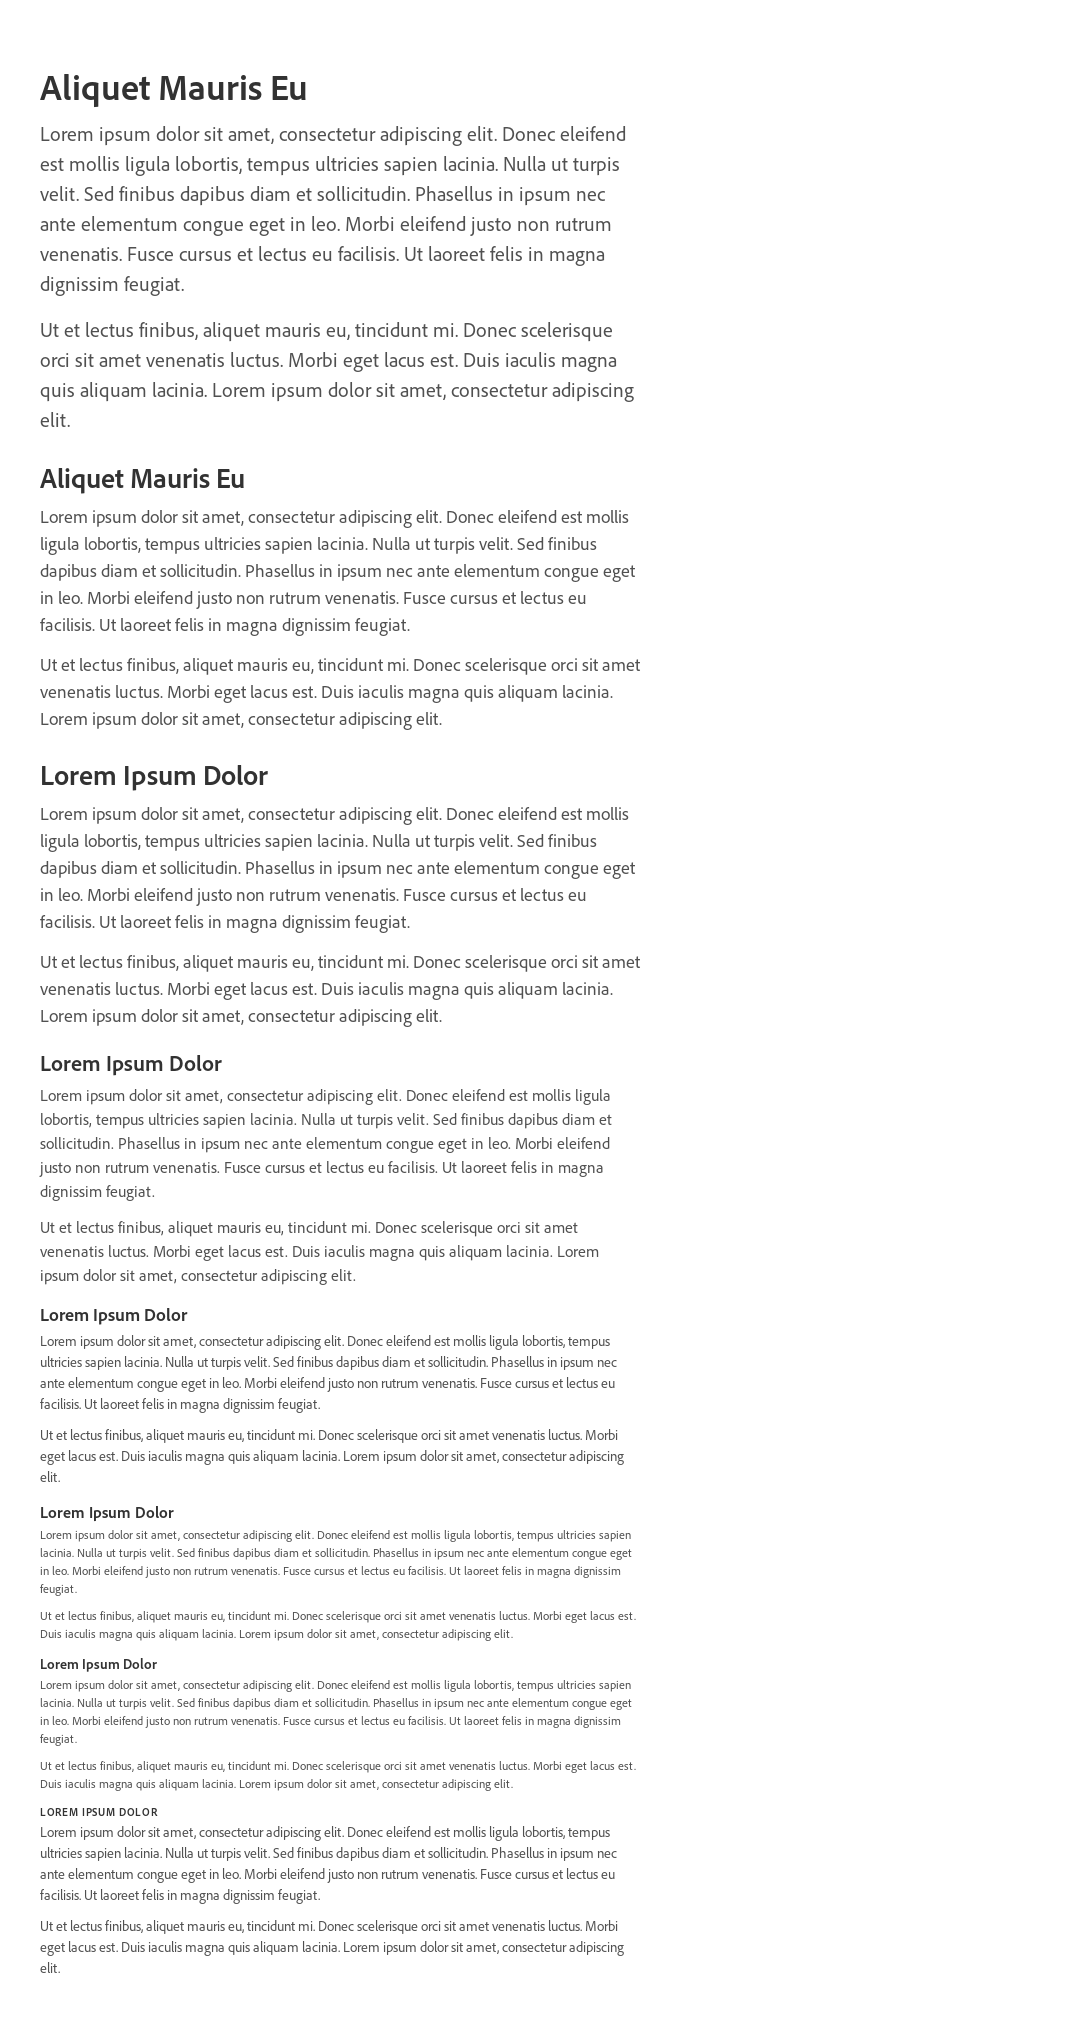 Aliquet Mauris Eu
Lorem ipsum dolor sit amet, consectetur adipiscing elit. Donec eleifend
est mollis ligula lobortis, tempus ultricies sapien lacinia. Nulla ut turpis
velit. Sed finibus dapibus diam et sollicitudin. Phasellus in ipsum nec
ante elementum congue eget in leo. Morbi eleifend justo non rutrum
venenatis. Fusce cursus et lectus eu facilisis. Ut laoreet felis in magna
dignissim feugiat.
Ut et lectus finibus, aliquet mauris eu, tincidunt mi. Donec scelerisque
orci sit amet venenatis luctus. Morbi eget lacus est. Duis iaculis magna
quis aliquam lacinia. Lorem ipsum dolor sit amet, consectetur adipiscing
elit.
Aliquet Mauris Eu
Lorem ipsum dolor sit amet, consectetur adipiscing elit. Donec eleifend est mollis
ligula lobortis, tempus ultricies sapien lacinia. Nulla ut turpis velit. Sed finibus
dapibus diam et sollicitudin. Phasellus in ipsum nec ante elementum congue eget
in leo. Morbi eleifend justo non rutrum venenatis. Fusce cursus et lectus eu
facilisis. Ut laoreet felis in magna dignissim feugiat.
Ut et lectus finibus, aliquet mauris eu, tincidunt mi. Donec scelerisque orci sit amet
venenatis luctus. Morbi eget lacus est. Duis iaculis magna quis aliquam lacinia.
Lorem ipsum dolor sit amet, consectetur adipiscing elit.
Lorem Ipsum Dolor
Lorem ipsum dolor sit amet, consectetur adipiscing elit. Donec eleifend est mollis
ligula lobortis, tempus ultricies sapien lacinia. Nulla ut turpis velit. Sed finibus
dapibus diam et sollicitudin. Phasellus in ipsum nec ante elementum congue eget
in leo. Morbi eleifend justo non rutrum venenatis. Fusce cursus et lectus eu
facilisis. Ut laoreet felis in magna dignissim feugiat.
Ut et lectus finibus, aliquet mauris eu, tincidunt mi. Donec scelerisque orci sit amet
venenatis luctus. Morbi eget lacus est. Duis iaculis magna quis aliquam lacinia.
Lorem ipsum dolor sit amet, consectetur adipiscing elit.
Lorem Ipsum Dolor
Lorem ipsum dolor sit amet, consectetur adipiscing elit. Donec eleifend est mollis ligula
lobortis, tempus ultricies sapien lacinia. Nulla ut turpis velit. Sed finibus dapibus diam et
sollicitudin. Phasellus in ipsum nec ante elementum congue eget in leo. Morbi eleifend
justo non rutrum venenatis. Fusce cursus et lectus eu facilisis. Ut laoreet felis in magna
dignissim feugiat.
Ut et lectus finibus, aliquet mauris eu, tincidunt mi. Donec scelerisque orci sit amet
venenatis luctus. Morbi eget lacus est. Duis iaculis magna quis aliquam lacinia. Lorem
ipsum dolor sit amet, consectetur adipiscing elit.
Lorem Ipsum Dolor
Lorem ipsum dolor sit amet, consectetur adipiscing elit. Donec eleifend est mollis ligula lobortis, tempus
ultricies sapien lacinia. Nulla ut turpis velit. Sed finibus dapibus diam et sollicitudin. Phasellus in ipsum nec
ante elementum congue eget in leo. Morbi eleifend justo non rutrum venenatis. Fusce cursus et lectus eu
facilisis. Ut laoreet felis in magna dignissim feugiat.
Ut et lectus finibus, aliquet mauris eu, tincidunt mi. Donec scelerisque orci sit amet venenatis luctus. Morbi
eget lacus est. Duis iaculis magna quis aliquam lacinia. Lorem ipsum dolor sit amet, consectetur adipiscing
elit.
Lorem Ipsum Dolor
Lorem ipsum dolor sit amet, consectetur adipiscing elit. Donec eleifend est mollis ligula lobortis, tempus ultricies sapien
lacinia. Nulla ut turpis velit. Sed finibus dapibus diam et sollicitudin. Phasellus in ipsum nec ante elementum congue eget
in leo. Morbi eleifend justo non rutrum venenatis. Fusce cursus et lectus eu facilisis. Ut laoreet felis in magna dignissim
feugiat.
Ut et lectus finibus, aliquet mauris eu, tincidunt mi. Donec scelerisque orci sit amet venenatis luctus. Morbi eget lacus est.
Duis iaculis magna quis aliquam lacinia. Lorem ipsum dolor sit amet, consectetur adipiscing elit.
Lorem Ipsum Dolor
Lorem ipsum dolor sit amet, consectetur adipiscing elit. Donec eleifend est mollis ligula lobortis, tempus ultricies sapien
lacinia. Nulla ut turpis velit. Sed finibus dapibus diam et sollicitudin. Phasellus in ipsum nec ante elementum congue eget
in leo. Morbi eleifend justo non rutrum venenatis. Fusce cursus et lectus eu facilisis. Ut laoreet felis in magna dignissim
feugiat.
Ut et lectus finibus, aliquet mauris eu, tincidunt mi. Donec scelerisque orci sit amet venenatis luctus. Morbi eget lacus est.
Duis iaculis magna quis aliquam lacinia. Lorem ipsum dolor sit amet, consectetur adipiscing elit.
LOREM IPSUM DOLOR
Lorem ipsum dolor sit amet, consectetur adipiscing elit. Donec eleifend est mollis ligula lobortis, tempus
ultricies sapien lacinia. Nulla ut turpis velit. Sed finibus dapibus diam et sollicitudin. Phasellus in ipsum nec
ante elementum congue eget in leo. Morbi eleifend justo non rutrum venenatis. Fusce cursus et lectus eu
facilisis. Ut laoreet felis in magna dignissim feugiat.
Ut et lectus finibus, aliquet mauris eu, tincidunt mi. Donec scelerisque orci sit amet venenatis luctus. Morbi
eget lacus est. Duis iaculis magna quis aliquam lacinia. Lorem ipsum dolor sit amet, consectetur adipiscing
elit.